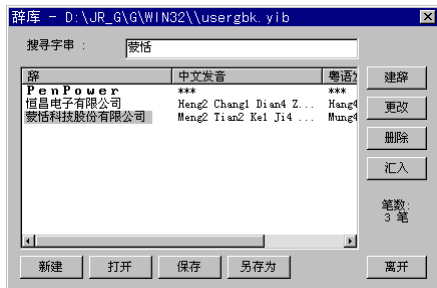 辞库 - D:\JR_G\G\WIN32\\usergbk.yib
搜寻字串 : 蒙恬
辞 中文发音 粤语发
建辞
PenPower *** ***
恒昌电子有限公司 Heng2 Chang1 Dian4 Z... Hang4
更改
蒙恬科技股份有限公司 Meng2 Tian2 Ke1 Ji4 ... Mung4
删除
汇入
笔数:
3 笔
新建 打开 保存 另存为 离开